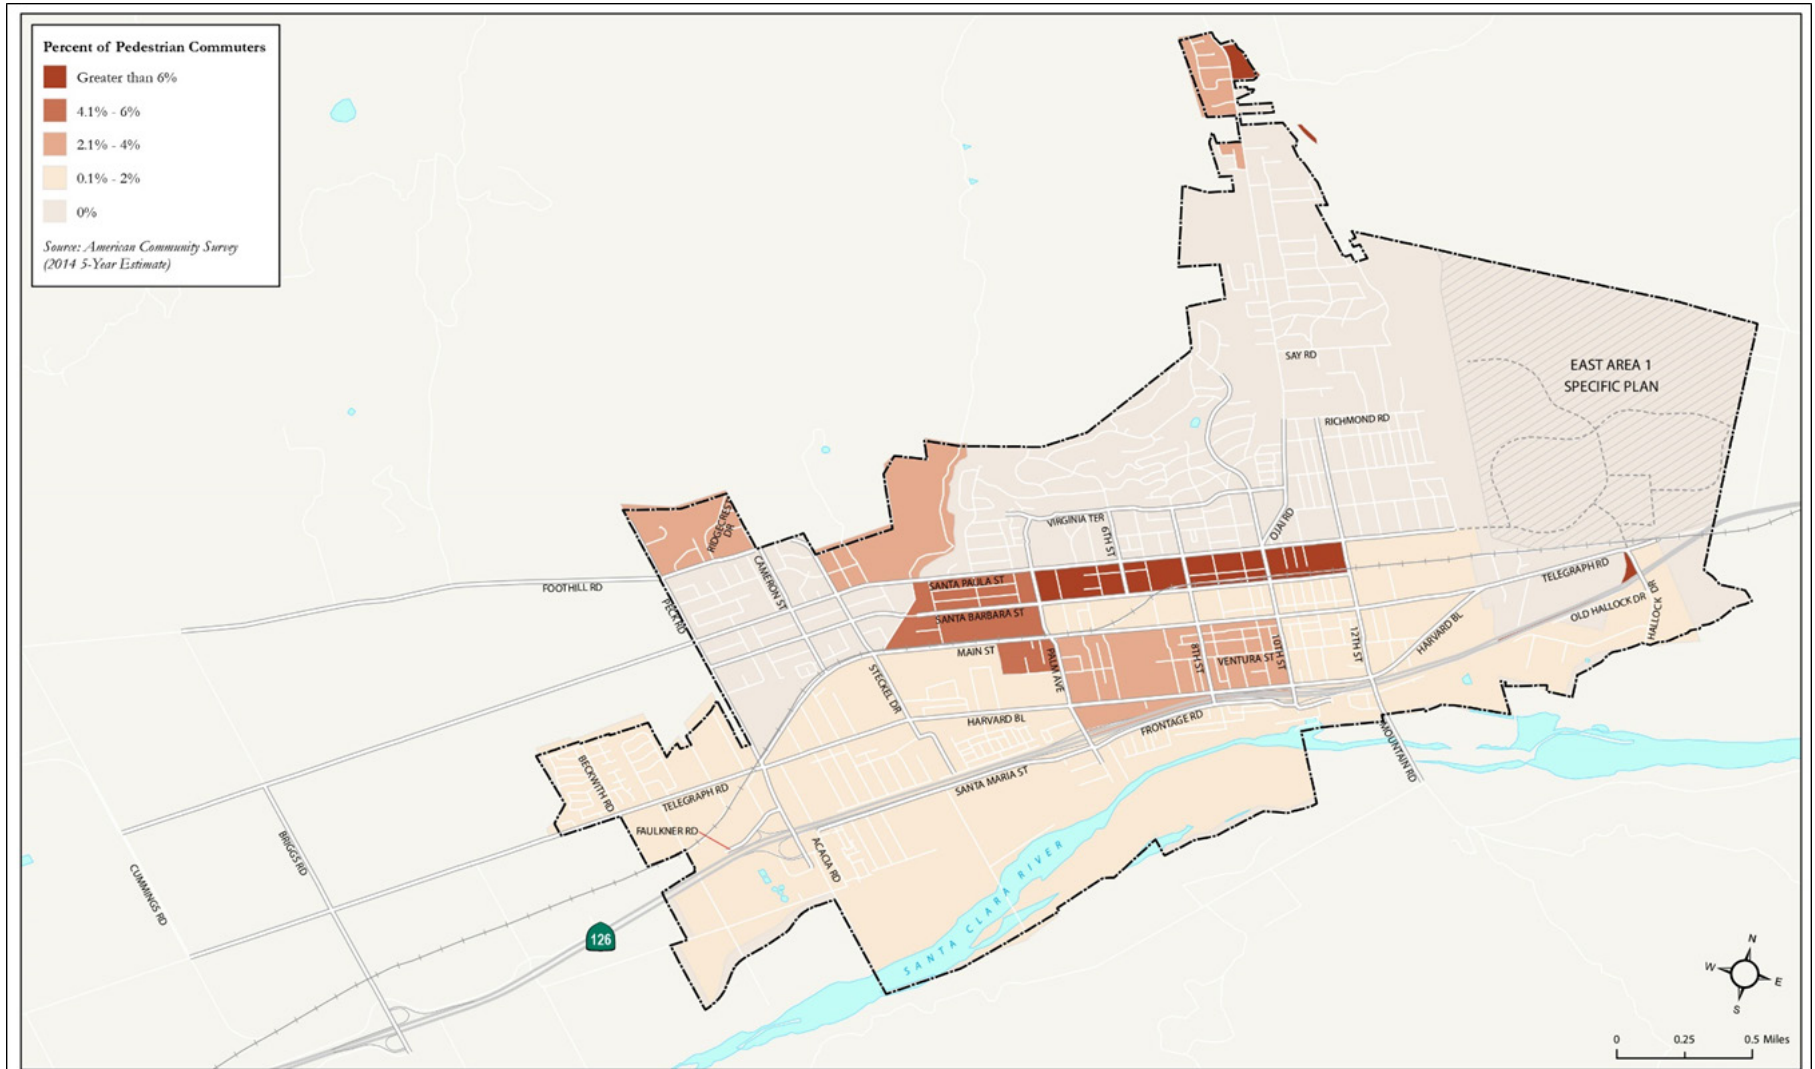 Percent of Pedestrian Commuters
Greater than 6%
4.1% - 6%
2.1% - 4%
0.1% - 2%
0%
Source: American Community Survey
(2014 5-Year Estimate)
SAY RD
EAST AREA 1
SPECIFIC PLAN
RICHMOND RD
VIRGINIA TER
6TH ST
OJAI RD
RIDGECREST
DR
CAMERON ST
FOOTHILL RD
PECK RD
SANTA PAULA ST
SANTA BARBARA ST
MAIN ST
PALM AVE
8TH ST
VENTURA ST
10TH ST
12TH ST
HARVARD BL
TELEGRAPH RD
OLD HALLOCK DR
HALLOCK DR
STECKEL DR
HARVARD BL
FRONTAGE RD
MOUNTAIN RD
SANTA MARIA ST
BECKWITH RD
TELEGRAPH RD
FAULKNER RD
ACACIA RD
BRIGGS RD
CUMMINGS RD
126
SANTA CLARA RIVER
N
W
E
S
0
0.25
0.5 Miles